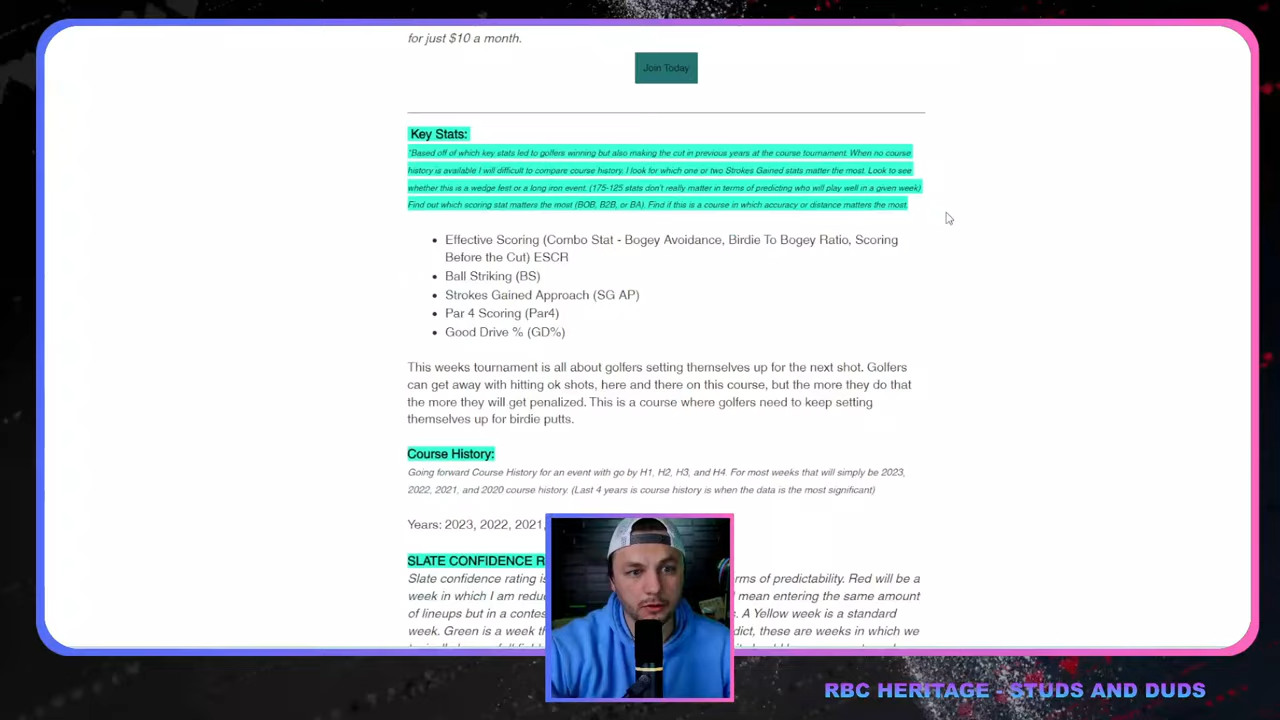 for just $10 a month.
Join Today
Key Stats:
*Based off of which key stats led to golfers winning but also making the cut in previous years at the course tournament. When no course
history is available I will difficult to compare course history. I look for which one or two Strokes Gained stats matter the most. Look to see
whether this is a wedge fest or a long iron event. (175-125 stats don't really matter in terms of predicting who will play well in a given week)
Find out which scoring stat matters the most (BOB, B2B, or BA). Find if this is a course in which accuracy or distance matters the most.
• Effective Scoring (Combo Stat - Bogey Avoidance, Birdie To Bogey Ratio, Scoring
Before the Cut) ESCR
• Ball Striking (BS)
• Strokes Gained Approach (SG AP)
• Par 4 Scoring (Par4)
• Good Drive % (GD%)
This weeks tournament is all about golfers setting themselves up for the next shot. Golfers
can get away with hitting ok shots, here and there on this course, but the more they do that
the more they will get penalized. This is a course where golfers need to keep setting
themselves up for birdie putts.
Course History:
Going forward Course History for an event with go by H1, H2, H3, and H4. For most weeks that will simply be 2023,
2022, 2021, and 2020 course history. (Last 4 years is course history is when the data is the most significant)
Years: 2023, 2022, 2021,
SLATE CONFIDENCE R
Slate confidence rating is rms of predictability. Red will be a
week in which I am redu mean entering the same amount
of lineups but in a contes s. A Yellow week is a standard
week. Green is a week th dict, these are weeks in which we
RBC HERITAGE - STUDS AND DUDS